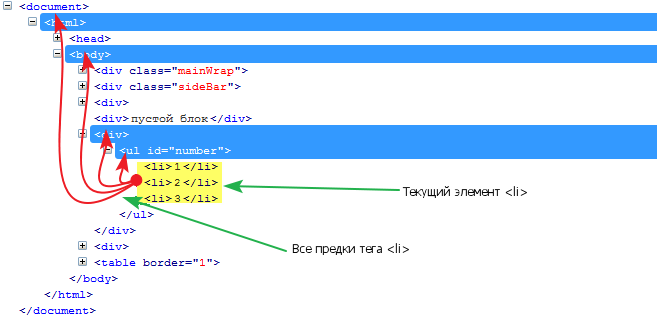 <document>
<html>
<head>
<body>
<div class="mainWrap">
<div class="sideBar">
<div>
<div>пустой блок</div>
<div>
<ul id="number">
<li>1</li>
<li>2</li>
Текущий элемент <li>
<li>3</li>
</ul>
</div>
Все предки тега <li>
<div>
<table border="1">
</body>
</html>
</document>